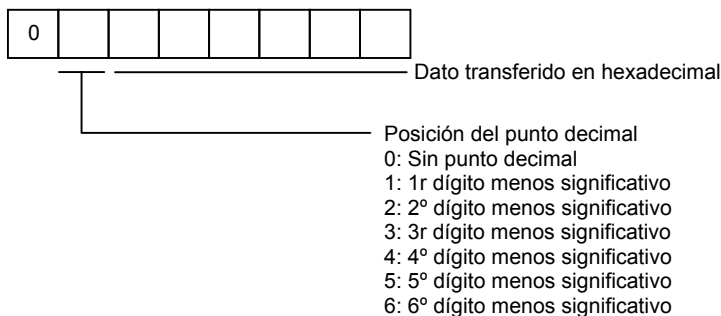 0
Dato transferido en hexadecimal
Posición del punto decimal
0: Sin punto decimal
1: 1r dígito menos significativo
2: 2º dígito menos significativo
3: 3r dígito menos significativo
4: 4º dígito menos significativo
5: 5º dígito menos significativo
6: 6º dígito menos significativo